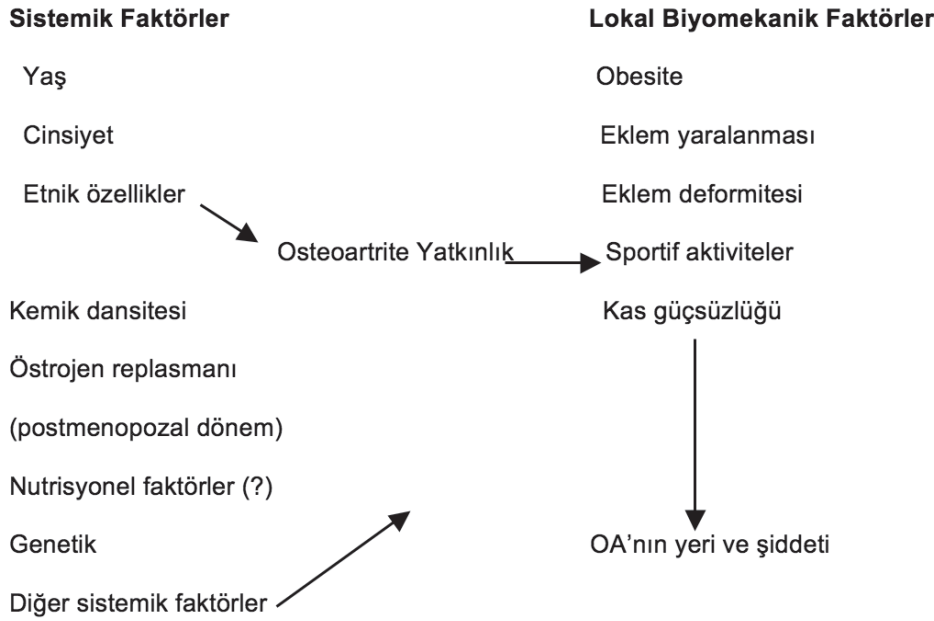 Sistemik Faktörler
Lokal Biyomekanik Faktörler
Yaş
Obesite
Cinsiyet
Eklem yaralanması
Etnik özellikler
Eklem deformitesi
Osteoartrite Yatkınlık
Sportif aktiviteler
Kemik dansitesi
Kas güçsüzlüğü
Östrojen replasmanı
(postmenopozal dönem)
Nutrisyonel faktörler (?)
Genetik
OA’nın yeri ve şiddeti
Diğer sistemik faktörler